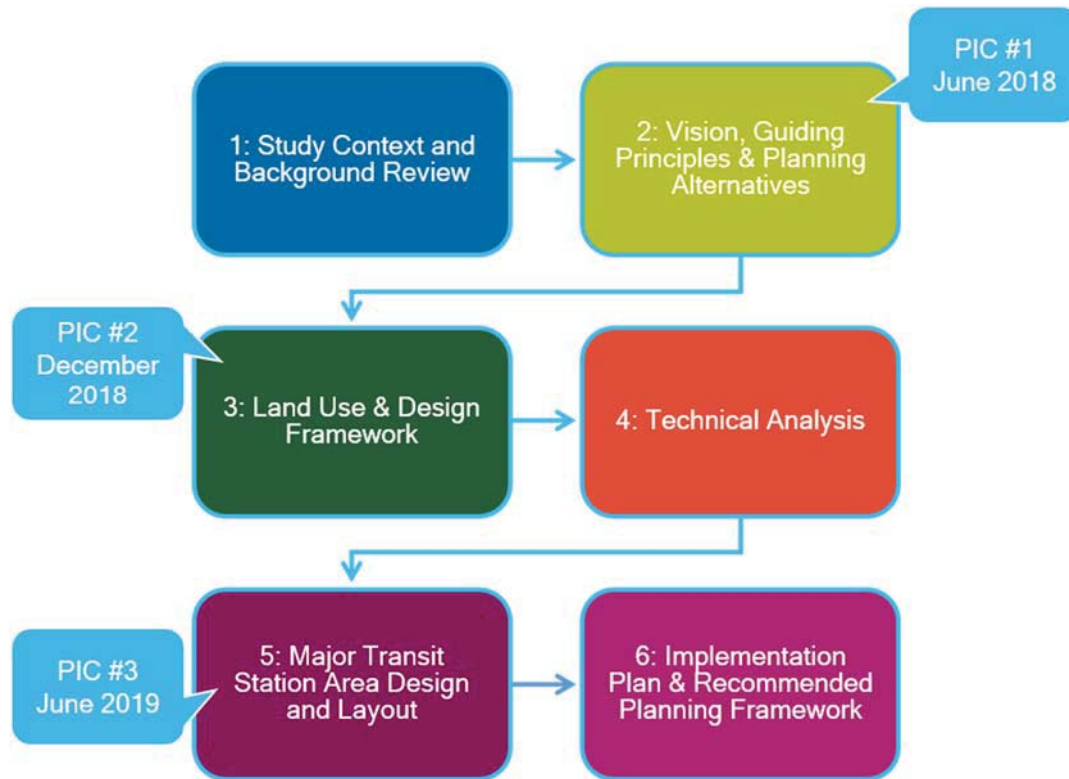 PIC #1
June 2018
1: Study Context and
Background Review
2: Vision, Guiding
Principles & Planning
Alternatives
PIC #2
December
2018
3: Land Use & Design
Framework
4: Technical Analysis
PIC #3
June 2019
5: Major Transit
Station Area Design
and Layout
6: Implementation
Plan & Recommended
Planning Framework